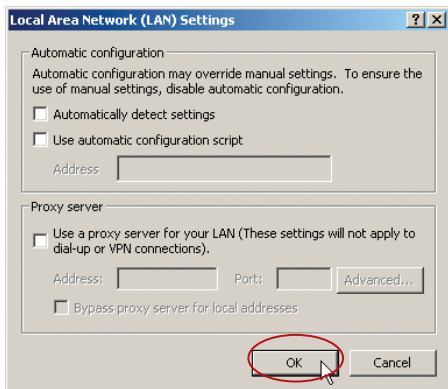 Local Area Network (LAN) Settings
Automatic configuration
Automatic configuration may override manual settings. To ensure the
use of manual settings, disable automatic configuration.
Automatically detect settings
Use automatic configuration script
Address
Proxy server
Use a proxy server for your LAN (These settings will not apply to
dial-up or VPN connections).
Address:
Port:
Advanced...
Bypass proxy server for local addresses
OK
Cancel